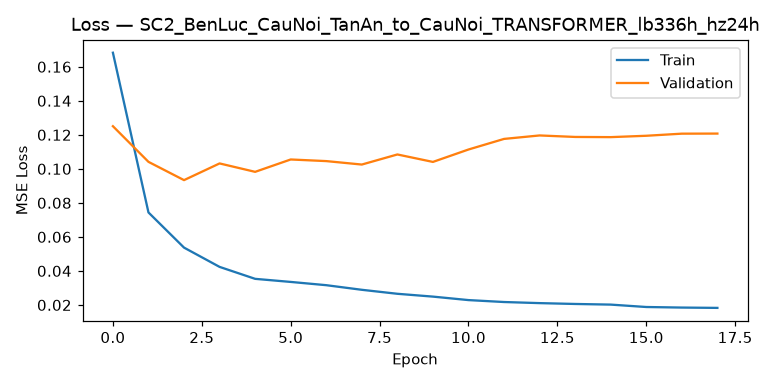 Loss — SC2_BenLuc_CauNoi_TanAn_to_CauNoi_TRANSFORMER_lb336h_hz24h
Train
Validation
MSE Loss
0.16
0.14
0.12
0.10
0.08
0.06
0.04
0.02
0.0 2.5 5.0 7.5 10.0 12.5 15.0 17.5
Epoch